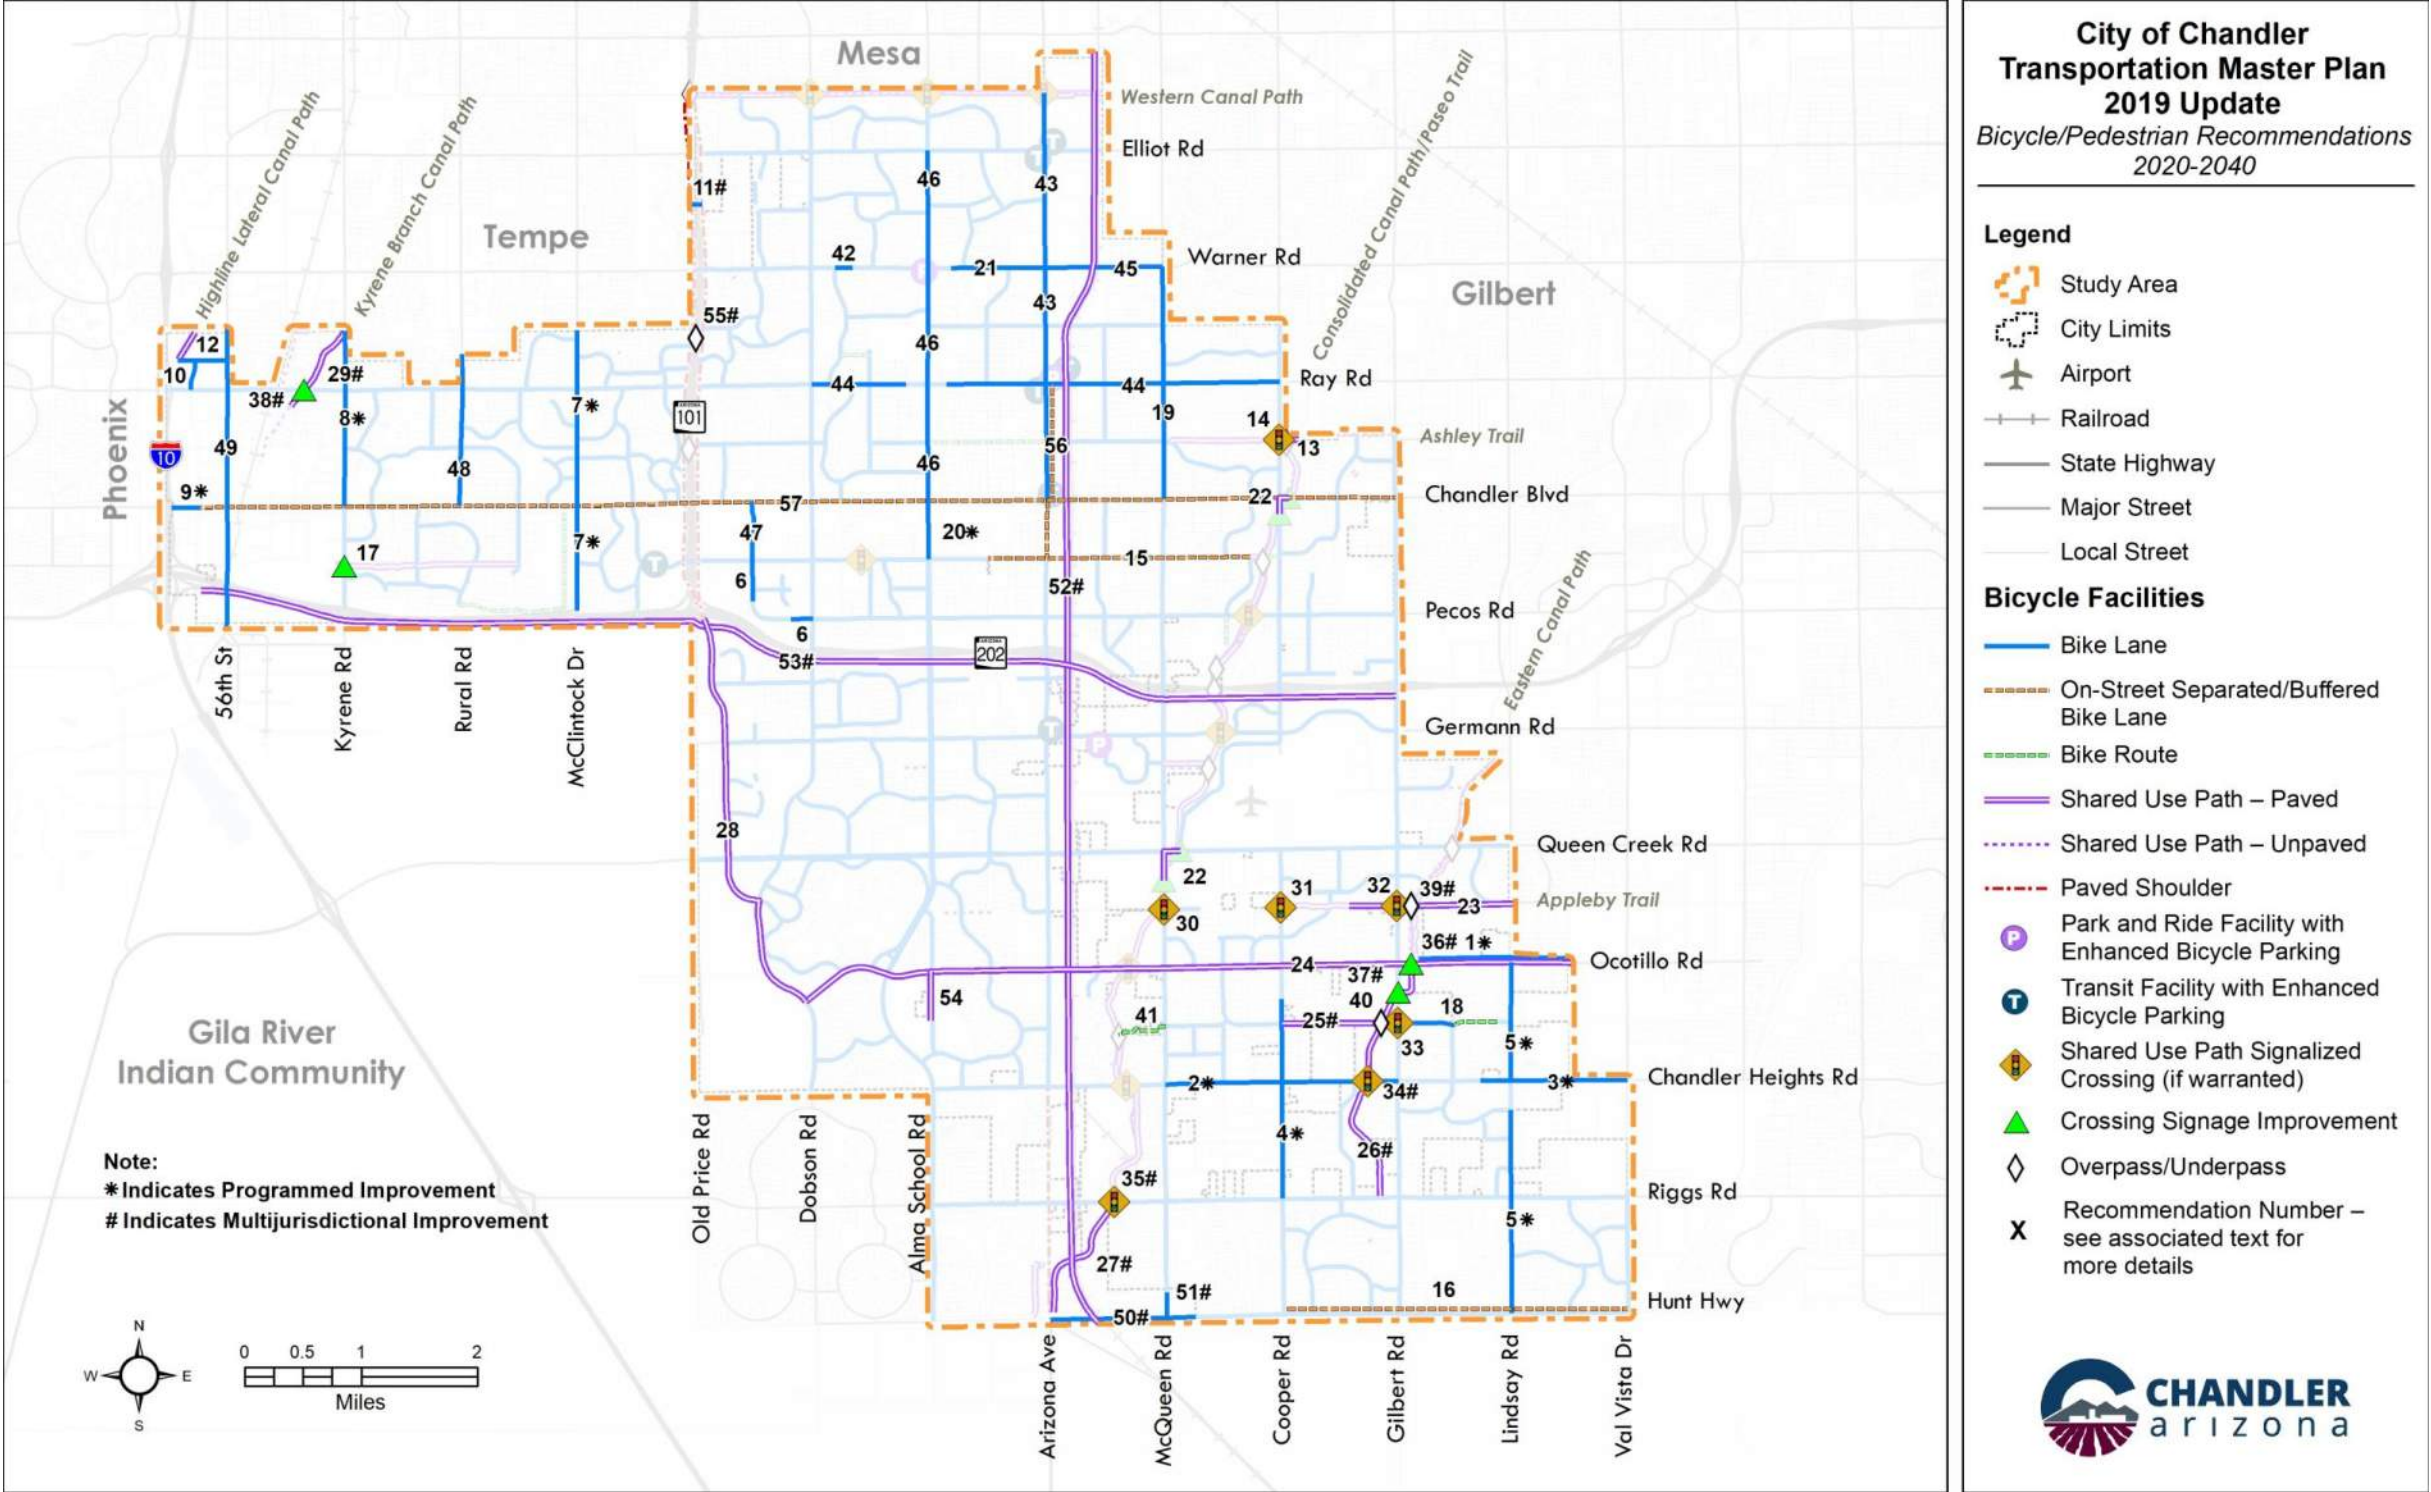 Mesa
Western Canal Path
Elliot Rd
Highline Lateral Canal Path
Kyrene Branch Canal Path
Consolidated Canal Path/Paseo Trail
11#
46
43
Tempe
42
21
45
Warner Rd
Gilbert
43
55#
12
46
10
29#
44
44
Ray Rd
38#
8*
7*
101
19
14
Phoenix
49
56
13
Ashley Trail
10
48
46
9*
57
22
Chandler Blvd
47
20*
7*
17
15
6
52#
Pecos Rd
6
53#
202
Eastern Canal Path
56th St
Kyrene Rd
Rural Rd
McClintock Dr
Germann Rd
28
Queen Creek Rd
22
31
32
39#
23
Appleby Trail
30
36#
1*
24
37#
Ocotillo Rd
54
40
18
41
25#
33
5*
Gila River
Indian Community
2*
3*
Chandler Heights Rd
34#
4*
26#
Old Price Rd
Dobson Rd
Alma School Rd
35#
Riggs Rd
5*
27#
51#
16
50#
Hunt Hwy
Arizona Ave
McQueen Rd
Cooper Rd
Gilbert Rd
Lindsay Rd
Val Vista Dr
Note:
* Indicates Programmed Improvement
# Indicates Multijurisdictional Improvement
N
W
E
S
0 0.5 1 2
Miles
City of Chandler
Transportation Master Plan
2019 Update
Bicycle/Pedestrian Recommendations
2020-2040
Legend
Study Area
City Limits
Airport
Railroad
State Highway
Major Street
Local Street
Bicycle Facilities
Bike Lane
On-Street Separated/Buffered
Bike Lane
Bike Route
Shared Use Path – Paved
Shared Use Path – Unpaved
Paved Shoulder
P
Park and Ride Facility with
Enhanced Bicycle Parking
T
Transit Facility with Enhanced
Bicycle Parking
Shared Use Path Signalized
Crossing (if warranted)
Crossing Signage Improvement
Overpass/Underpass
X
Recommendation Number –
see associated text for
more details
CHANDLER
arizona